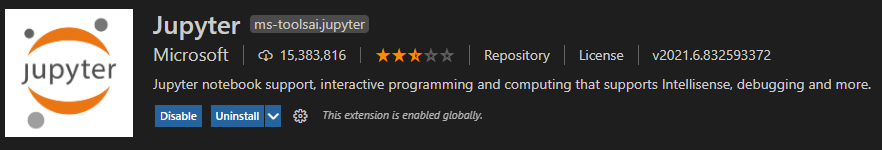 jupyter
Jupyter ms-toolsai.jupyter
Microsoft 15,383,816 Repository License v2021.6.832593372
Jupyter notebook support, interactive programming and computing that supports Intellisense, debugging and more.
Disable Uninstall This extension is enabled globally.